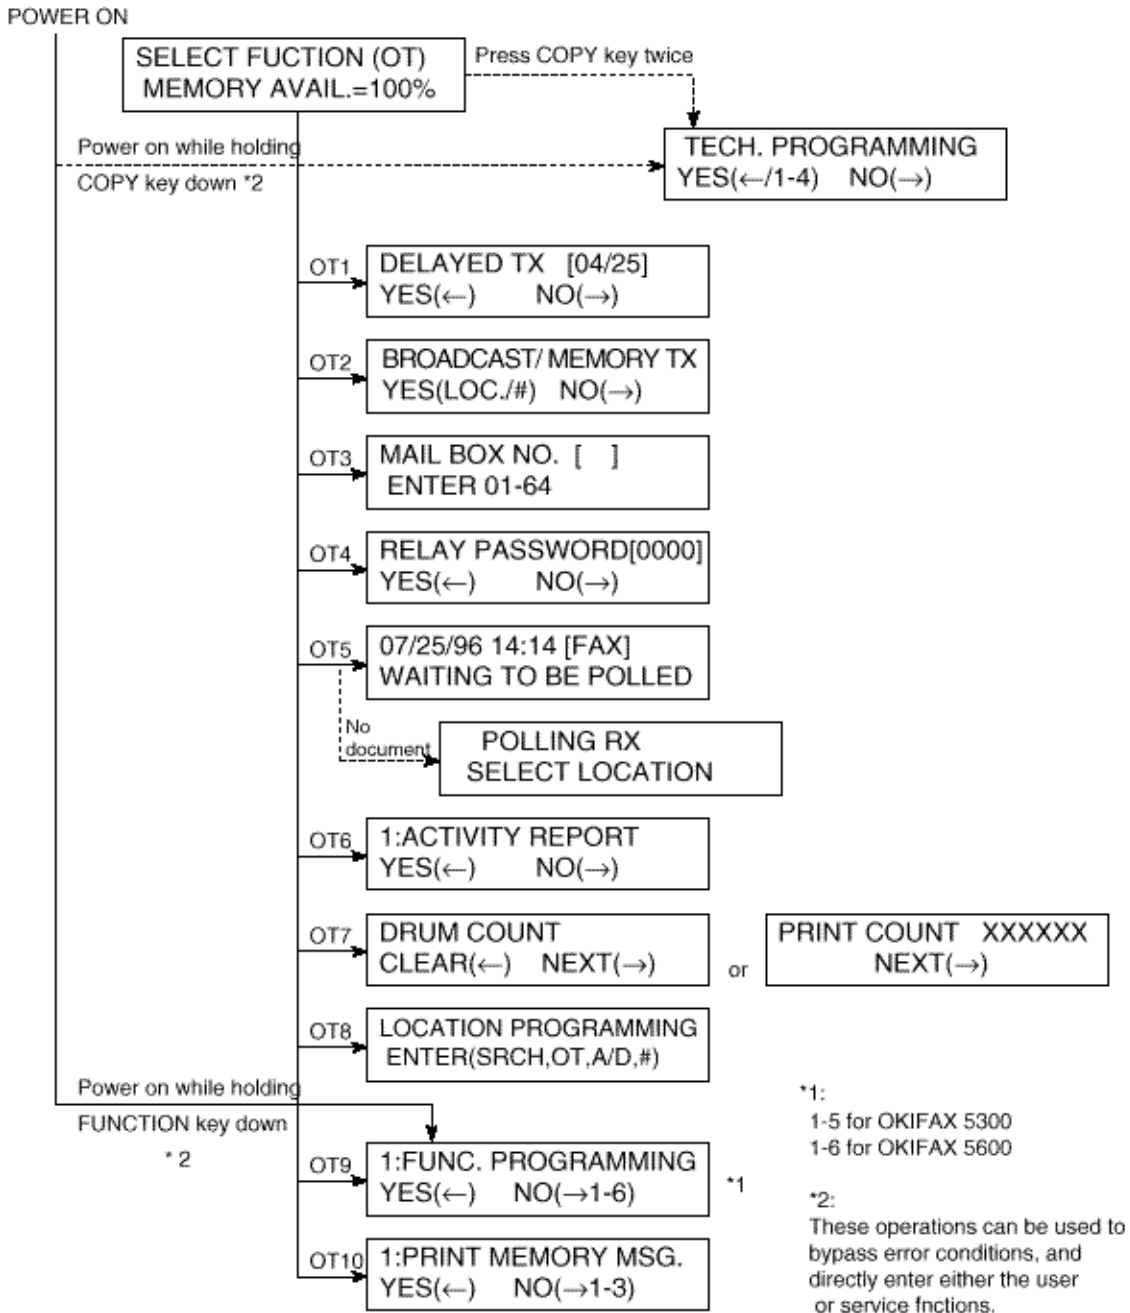 POWER ON
SELECT FUCTION (OT)
MEMORY AVAIL.=100%
Press COPY key twice
Power on while holding
COPY key down *2
TECH. PROGRAMMING
YES(←/1-4) NO(→)
OT1
DELAYED TX [04/25]
YES(←) NO(→)
OT2
BROADCAST/ MEMORY TX
YES(LOC./#) NO(→)
OT3
MAIL BOX NO. [ ]
ENTER 01-64
OT4
RELAY PASSWORD[0000]
YES(←) NO(→)
OT5
07/25/96 14:14 [FAX]
WAITING TO BE POLLED
No
document
POLLING RX
SELECT LOCATION
OT6
1:ACTIVITY REPORT
YES(←) NO(→)
OT7
DRUM COUNT
CLEAR(←) NEXT(→)
or
PRINT COUNT XXXXXX
NEXT(→)
OT8
LOCATION PROGRAMMING
ENTER(SRCH,OT,A/D,#)
Power on while holding
FUNCTION key down
* 2
OT9
1:FUNC. PROGRAMMING
YES(←) NO(→1-6)
*1
OT10
1:PRINT MEMORY MSG.
YES(←) NO(→1-3)
*1:
1-5 for OKIFAX 5300
1-6 for OKIFAX 5600
*2:
These operations can be used to
bypass error conditions, and
directly enter either the user
or service fnctions.